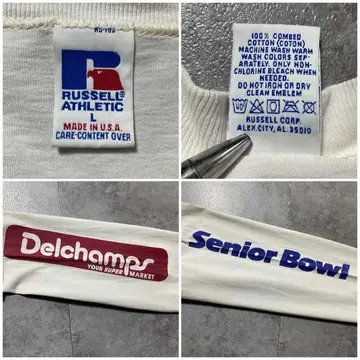 RUSSELL®
ATHLETIC
L
MADE IN U.S.A.
CARE-CONTENT OVER
100% COMBED
COTTON (COTON)
MACHINE WASH WARM
WASH COLORS SEP-
ARATELY, ONLY NON-
CHLORINE BLEACH WHEN
NEEDED.
DO NOT IRON OR DRY
CLEAN EMBLEM
RUSSELL CORP.
ALEX.CITY, AL. 35010
Delchamps
YOUR SUPER MARKET
Senior Bowl